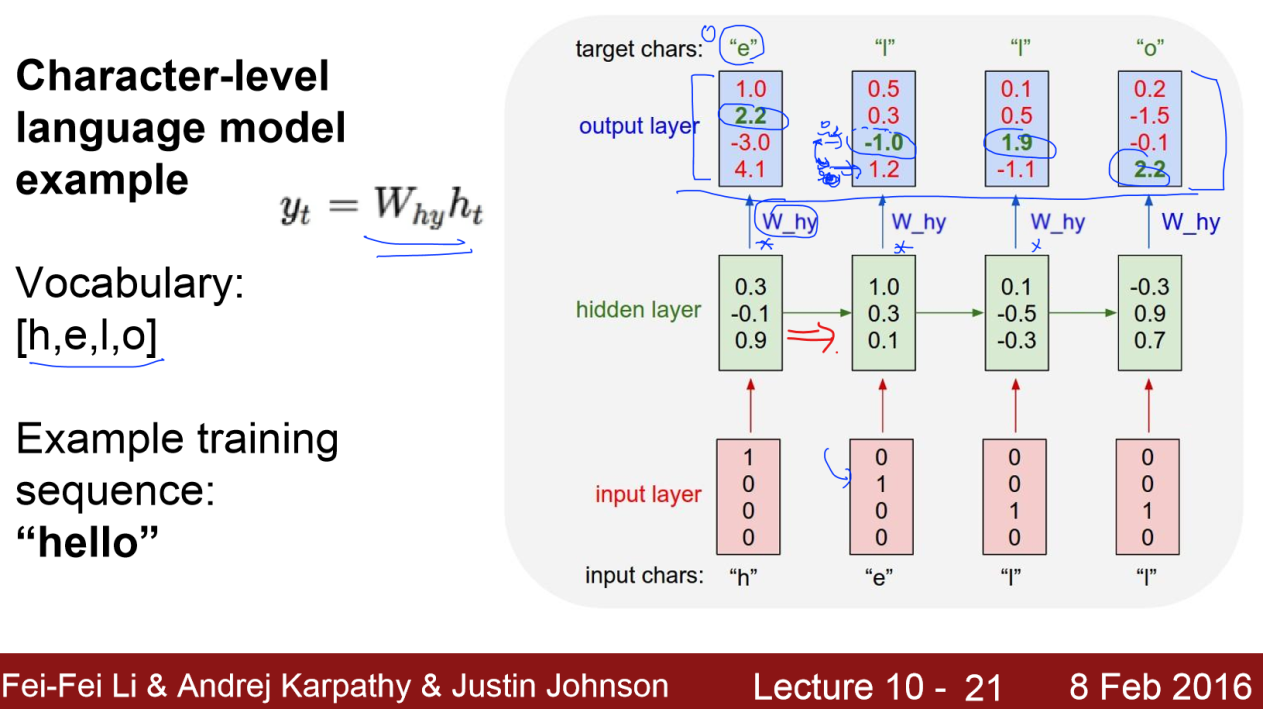 Character-level
language model
example
y_t = W_{hy}h_t
Vocabulary:
[h,e,l,o]
Example training
sequence:
“hello”
target chars: “e” “l” “l” “o”
output layer
1.0 0.5 0.1 0.2
2.2 0.3 0.5 -1.5
-3.0 -1.0 1.9 -0.1
4.1 1.2 -1.1 2.2
W_hy W_hy W_hy W_hy
hidden layer
0.3 1.0 0.1 -0.3
-0.1 0.3 -0.5 0.9
0.9 0.1 -0.3 0.7
input layer
1 0 0 0
0 1 0 0
0 0 1 1
0 0 0 0
input chars: “h” “e” “l” “l”
Fei-Fei Li & Andrej Karpathy & Justin Johnson Lecture 10 - 21 8 Feb 2016